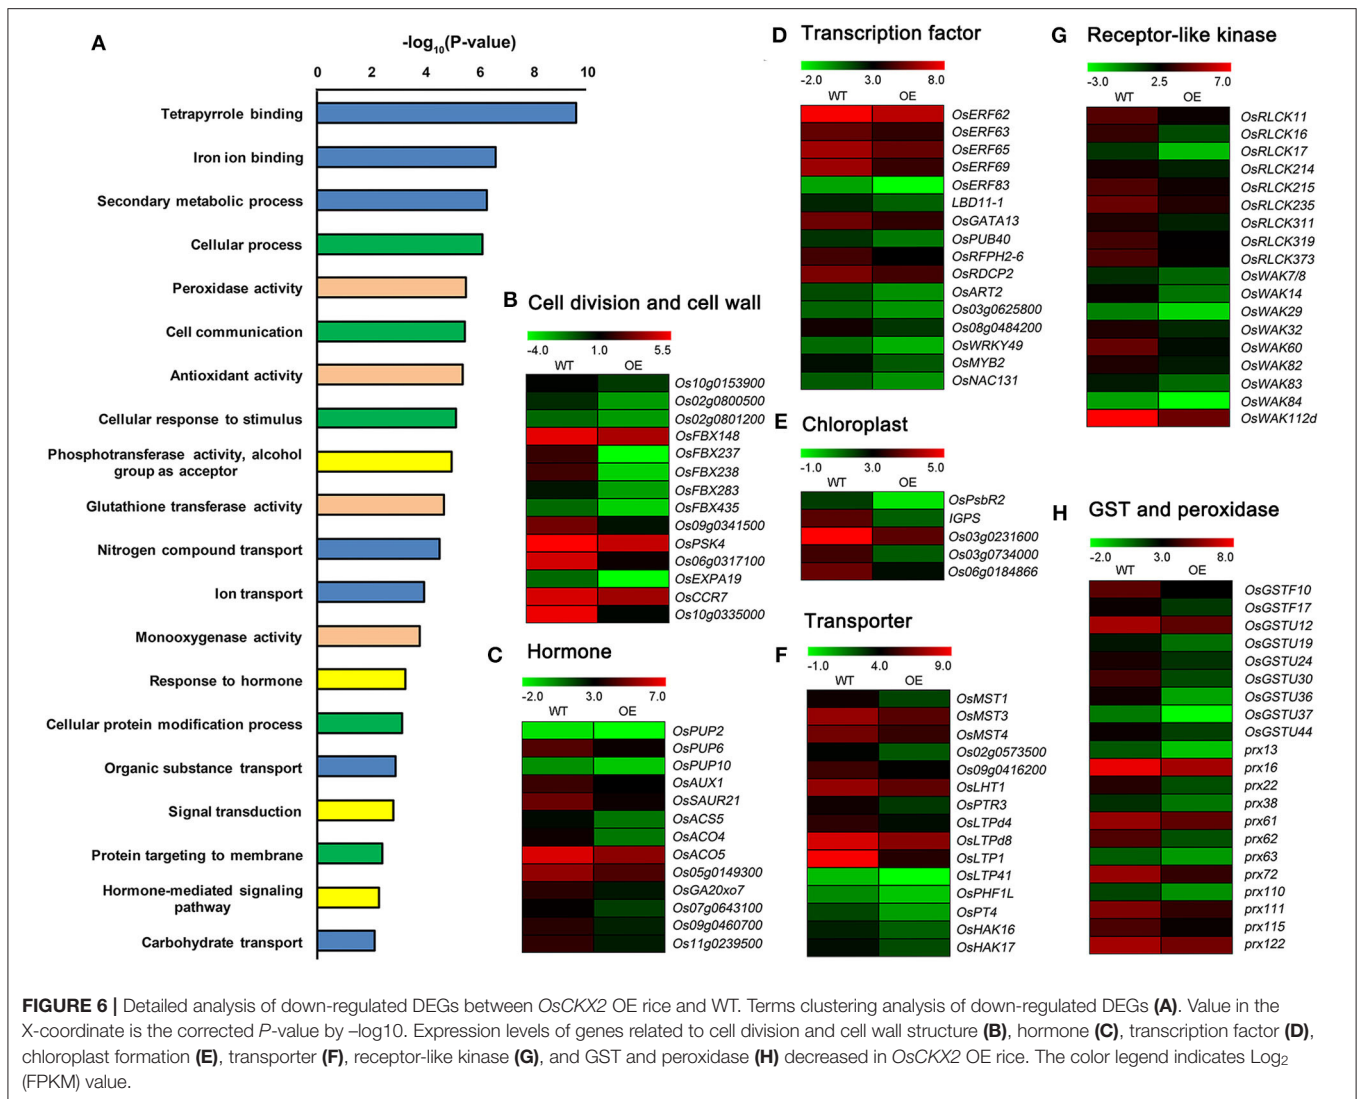 A
-log10(P-value)
0 2 4 6 8 10
Tetrapyrrole binding
Iron ion binding
Secondary metabolic process
Cellular process
Peroxidase activity
Cell communication
Antioxidant activity
Cellular response to stimulus
Phosphotransferase activity, alcohol
group as acceptor
Glutathione transferase activity
Nitrogen compound transport
Ion transport
Monooxygenase activity
Response to hormone
Cellular protein modification process
Organic substance transport
Signal transduction
Protein targeting to membrane
Hormone-mediated signaling
pathway
Carbohydrate transport
B Cell division and cell wall
-4.0 1.0 5.5
WT OE
Os10g0153900
Os02g0800500
Os02g0801200
OsFBX148
OsFBX237
OsFBX238
OsFBX283
OsFBX435
Os09g0341500
OsPSK4
Os06g0317100
OsEXPA19
OsCCR7
Os10g0335000
C Hormone
-2.0 3.0 7.0
WT OE
OsPUP2
OsPUP6
OsPUP10
OsAUX1
OsSAUR21
OsACS5
OsACO4
OsACO5
Os05g0149300
OsGA20xo7
Os07g0643100
Os09g0460700
Os11g0239500
D Transcription factor
-2.0 3.0 8.0
WT OE
OsERF62
OsERF63
OsERF65
OsERF69
OsERF83
LBD11-1
OsGATA13
OsPUB40
OsRFPH2-6
OsRDCP2
OsART2
Os03g0625800
Os08g0484200
OsWRKY49
OsMYB2
OsNAC131
E Chloroplast
-1.0 3.0 5.0
WT OE
OsPsbR2
IGPS
Os03g0231600
Os03g0734000
Os06g0184866
F Transporter
-1.0 4.0 9.0
WT OE
OsMST1
OsMST3
OsMST4
Os02g0573500
Os09g0416200
OsLHT1
OsPTR3
OsLTPd4
OsLTPd8
OsLTP1
OsLTP41
OsPHF1L
OsPT4
OsHAK16
OsHAK17
G Receptor-like kinase
-3.0 2.5 7.0
WT OE
OsRLCK11
OsRLCK16
OsRLCK17
OsRLCK214
OsRLCK215
OsRLCK235
OsRLCK311
OsRLCK319
OsRLCK373
OsWAK7/8
OsWAK14
OsWAK29
OsWAK32
OsWAK60
OsWAK82
OsWAK83
OsWAK84
OsWAK112d
H GST and peroxidase
-2.0 3.0 8.0
WT OE
OsGSTF10
OsGSTF17
OsGSTU12
OsGSTU19
OsGSTU24
OsGSTU30
OsGSTU36
OsGSTU37
OsGSTU44
prx13
prx16
prx22
prx38
prx61
prx62
prx63
prx72
prx110
prx111
prx115
prx122
FIGURE 6 | Detailed analysis of down-regulated DEGs between OsCKX2 OE rice and WT. Terms clustering analysis of down-regulated DEGs (A). Value in the
X-coordinate is the corrected P-value by –log10. Expression levels of genes related to cell division and cell wall structure (B), hormone (C), transcription factor (D),
chloroplast formation (E), transporter (F), receptor-like kinase (G), and GST and peroxidase (H) decreased in OsCKX2 OE rice. The color legend indicates Log2
(FPKM) value.